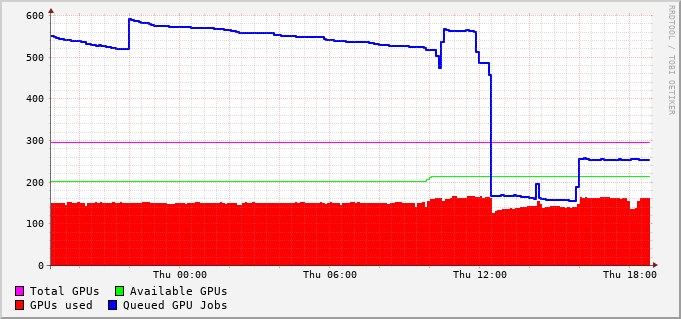 600
500
400
300
200
100
0
Thu 00:00 Thu 06:00 Thu 12:00 Thu 18:00
Total GPUs Available GPUs
GPUs used Queued GPU Jobs
RRDTOOL / TOBI OETIKER